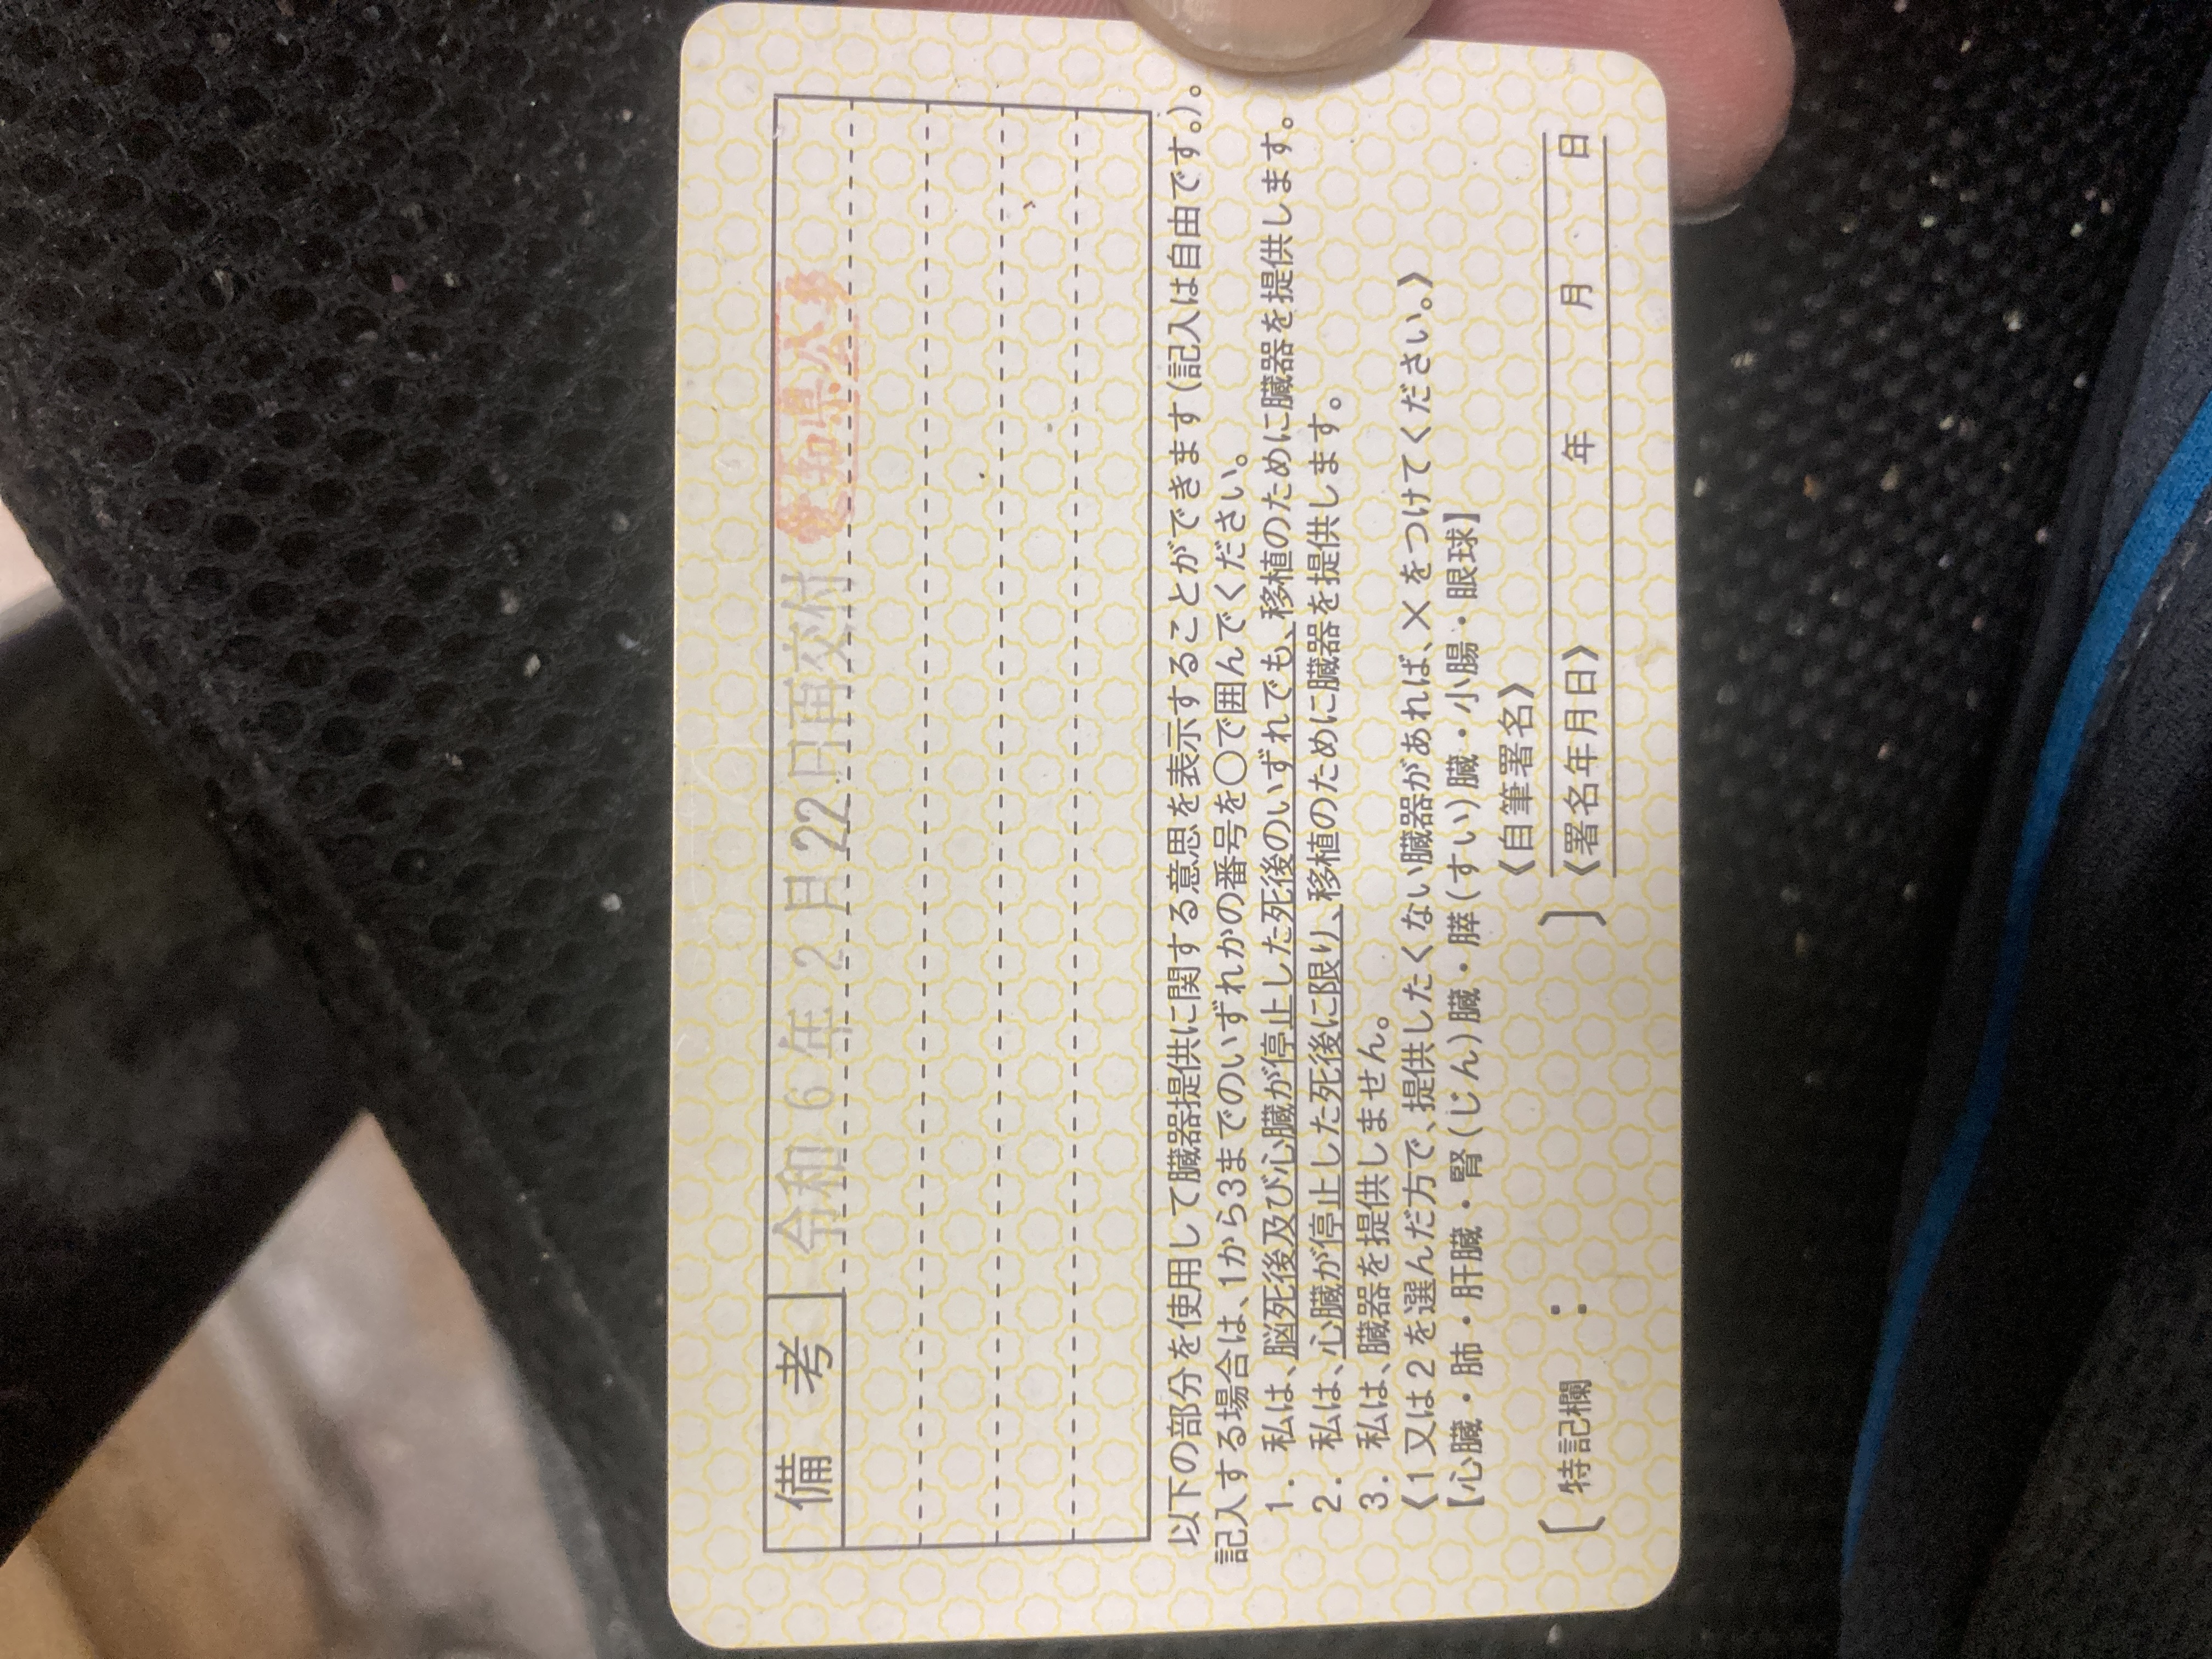 備考
令和 6年 2月22日再交付 愛知県公安
以下の部分を使用して臓器提供に関する意思を表示することができます(記入は自由です。)。
記入する場合は、1から3までのいずれかの番号を〇で囲んでください。
1. 私は、脳死後及び心臓が停止した死後のいずれでも、移植のために臓器を提供します。
2. 私は、心臓が停止した死後に限り、移植のために臓器を提供します。
3. 私は、臓器を提供しません。
《1又は2を選んだ方で、提供したくない臓器があれば、×をつけてください。》
【心臓・肺・肝臓・腎(じん)臓・膵(すい)臓・小腸・眼球】
〔特記欄: 〕
《自筆署名》
《署名年月日》 年 月 日